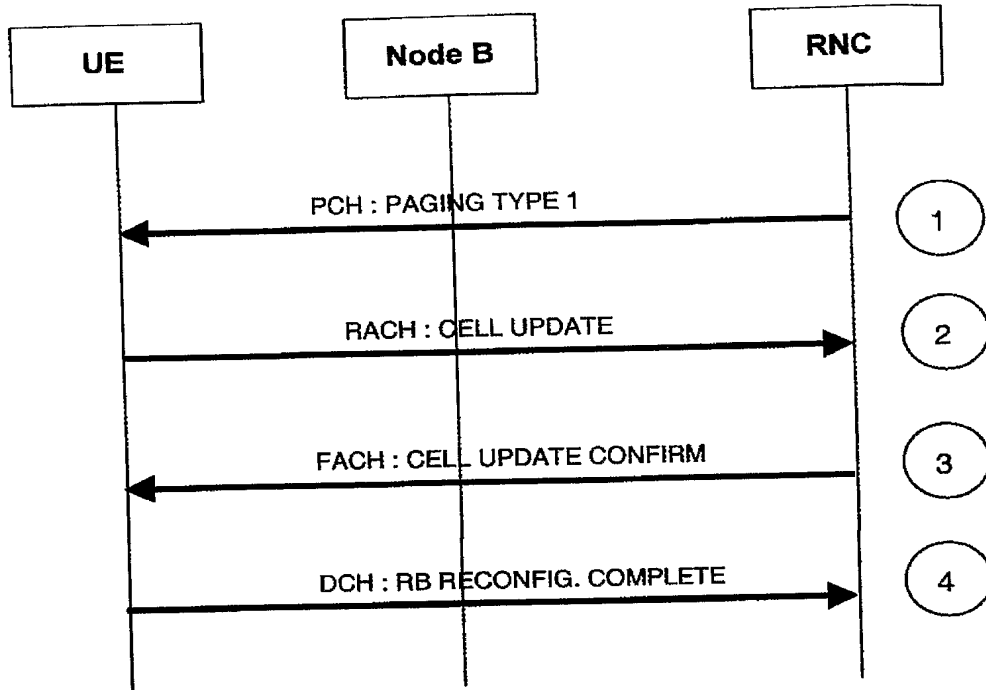 UE
Node B
RNC
PCH : PAGING TYPE 1
1
RACH : CELL UPDATE
2
FACH : CELL UPDATE CONFIRM
3
DCH : RB RECONFIG. COMPLETE
4